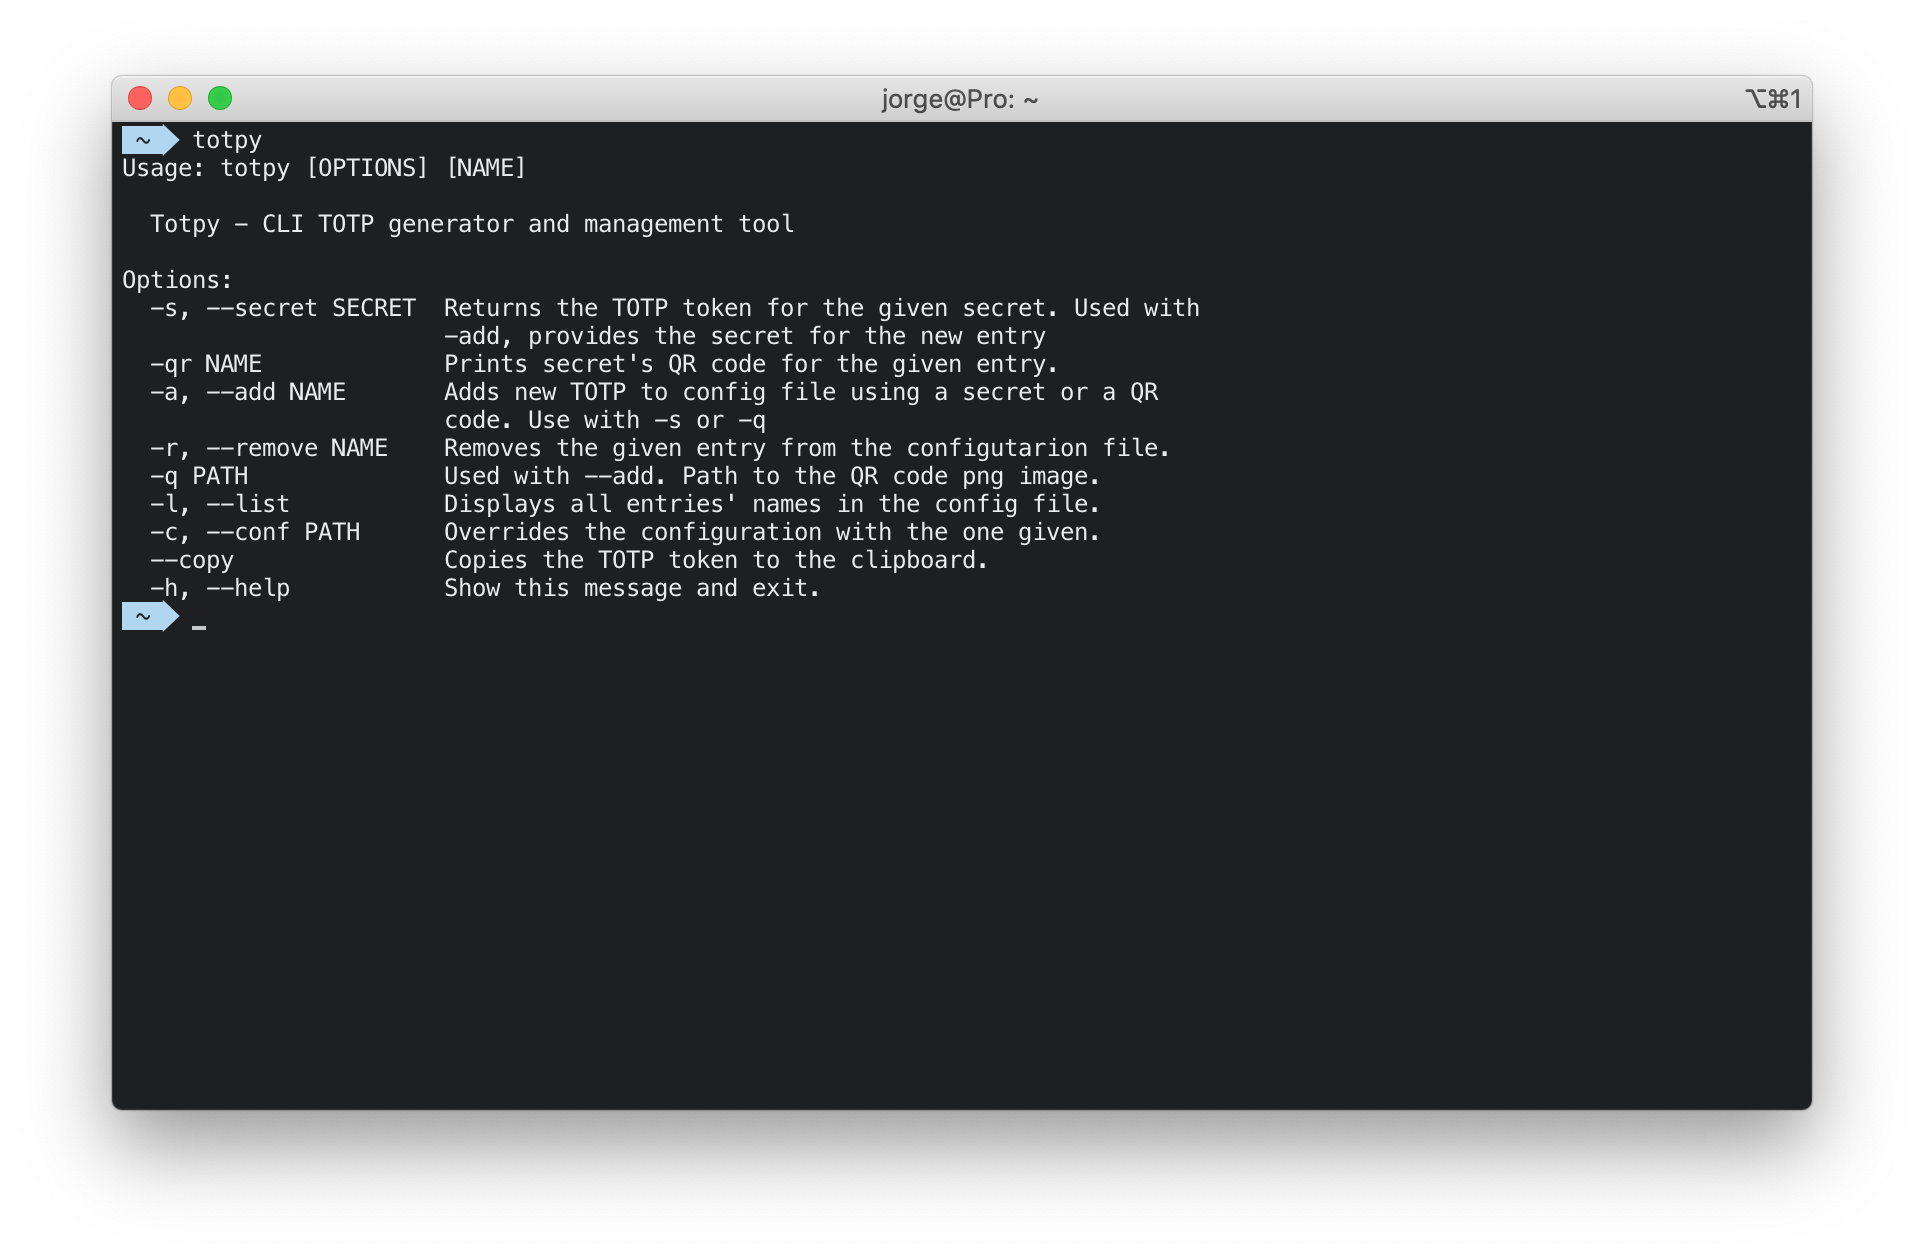 jorge@Pro: ~ ⌥⌘1
~ totpy
Usage: totpy [OPTIONS] [NAME]
Totpy - CLI TOTP generator and management tool
Options:
-s, --secret SECRET  Returns the TOTP token for the given secret. Used with
-add, provides the secret for the new entry
-qr NAME             Prints secret's QR code for the given entry.
-a, --add NAME       Adds new TOTP to config file using a secret or a QR
code. Use with -s or -q
-r, --remove NAME    Removes the given entry from the configutarion file.
-q PATH              Used with --add. Path to the QR code png image.
-l, --list           Displays all entries' names in the config file.
-c, --conf PATH      Overrides the configuration with the one given.
--copy               Copies the TOTP token to the clipboard.
-h, --help           Show this message and exit.
~ _